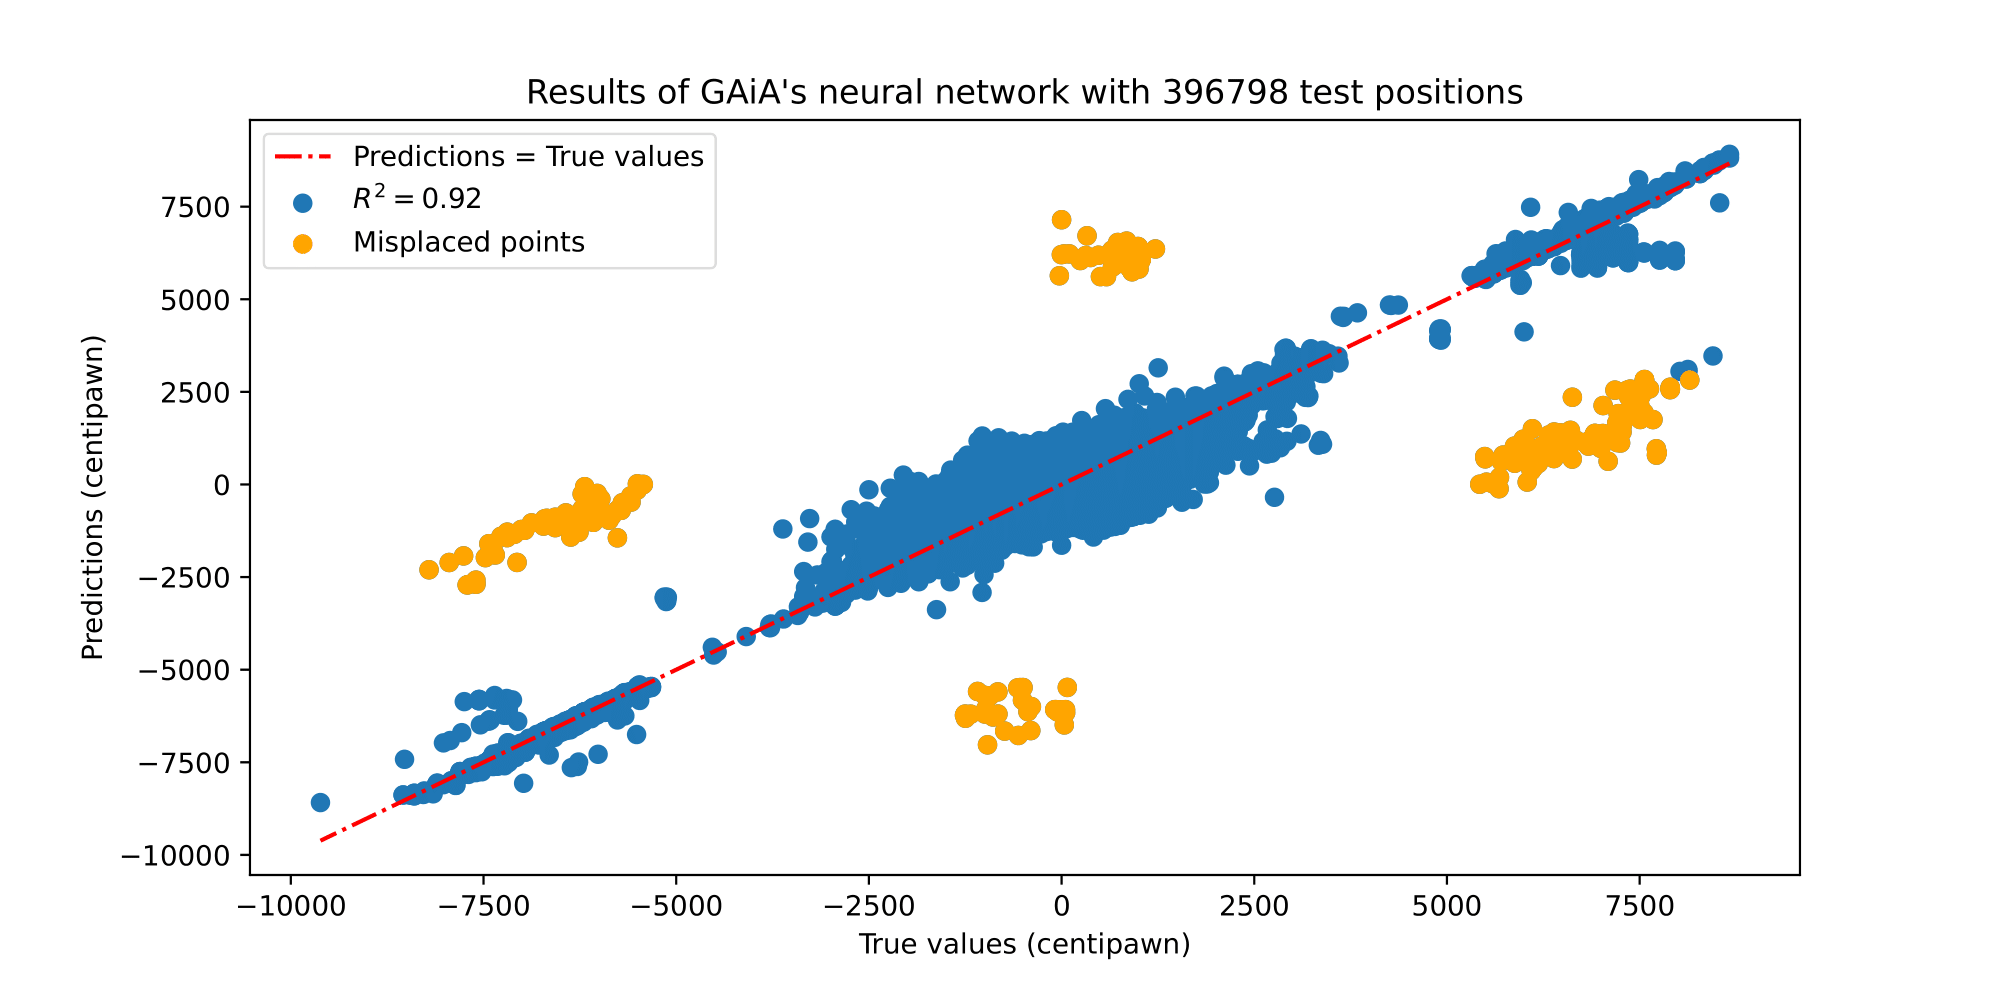 Results of GAiA's neural network with 396798 test positions
Predictions = True values
R² = 0.92
Misplaced points
Predictions (centipawn)
7500
5000
2500
0
−2500
−5000
−7500
−10000
−10000 −7500 −5000 −2500 0 2500 5000 7500
True values (centipawn)